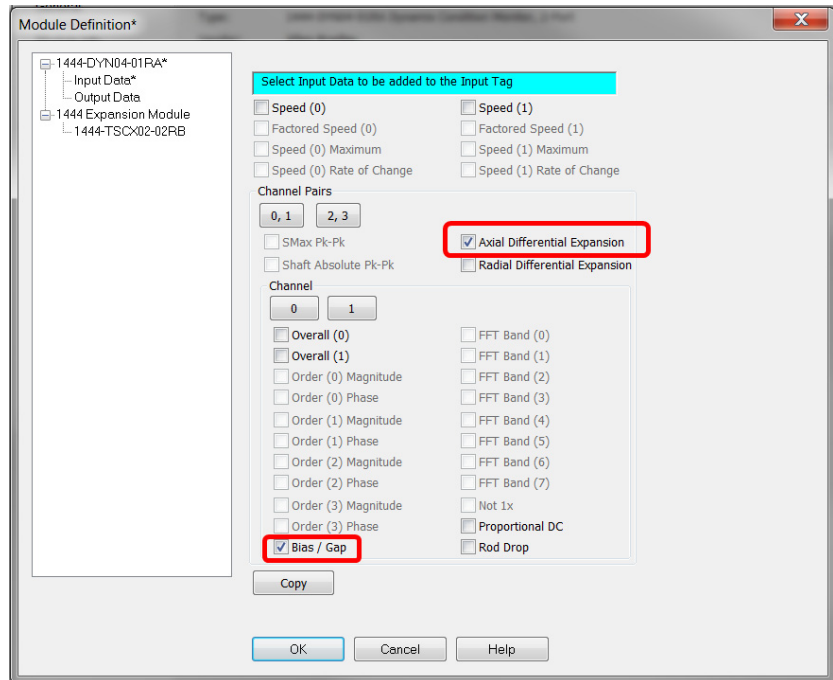 Module Definition*
1444-DYN04-01RA*
Input Data*
Output Data
1444 Expansion Module
1444-TSCX02-02RB
Select Input Data to be added to the Input Tag
Speed (0) Speed (1)
Factored Speed (0) Factored Speed (1)
Speed (0) Maximum Speed (1) Maximum
Speed (0) Rate of Change Speed (1) Rate of Change
Channel Pairs
0, 1 2, 3
SMax Pk-Pk Axial Differential Expansion
Shaft Absolute Pk-Pk Radial Differential Expansion
Channel
0 1
Overall (0) FFT Band (0)
Overall (1) FFT Band (1)
Order (0) Magnitude FFT Band (2)
Order (0) Phase FFT Band (3)
Order (1) Magnitude FFT Band (4)
Order (1) Phase FFT Band (5)
Order (2) Magnitude FFT Band (6)
Order (2) Phase FFT Band (7)
Order (3) Magnitude Not 1x
Order (3) Phase Proportional DC
Bias / Gap Rod Drop
Copy
OK Cancel Help